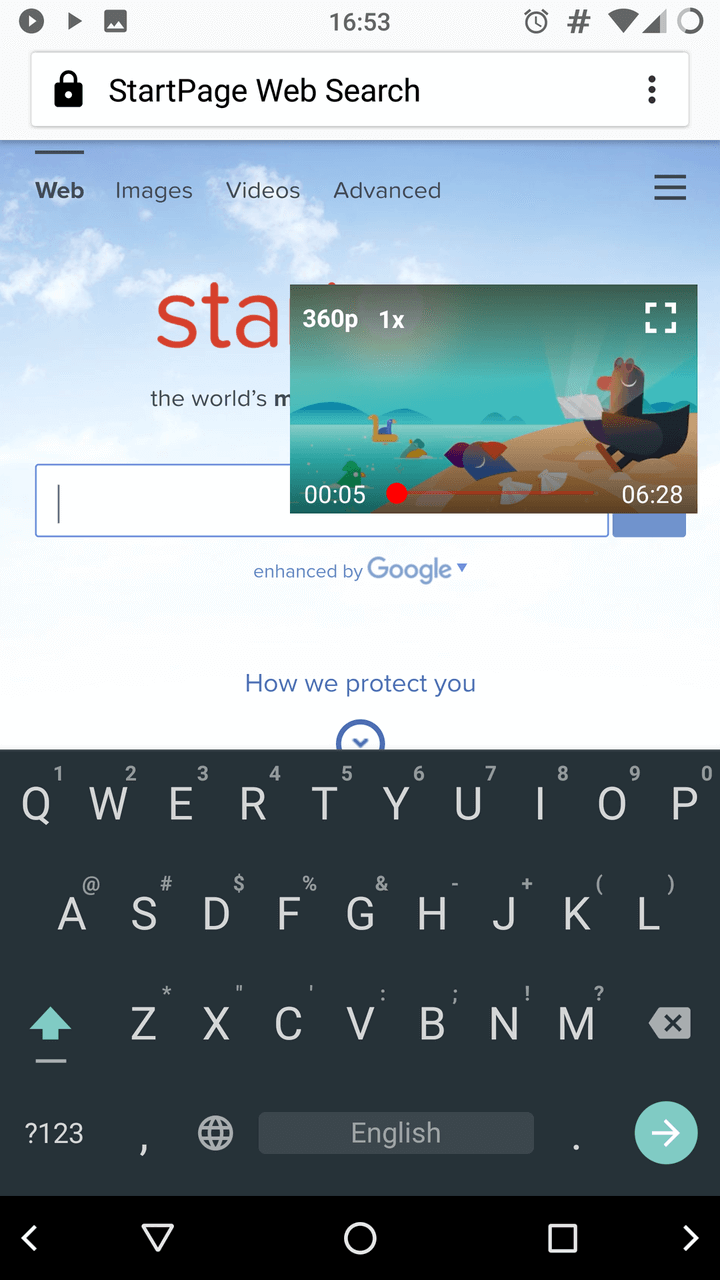 16:53
StartPage Web Search
Web Images Videos Advanced
sta
360p 1x
the world's m
00:05 06:28
enhanced by Google
How we protect you
1 2 3 4 5 6 7 8 9 0
Q W E R T Y U I O P
@ # $ % & - + ( )
A S D F G H J K L
* " ' : ; ! ?
Z X C V B N M
?123 , English .